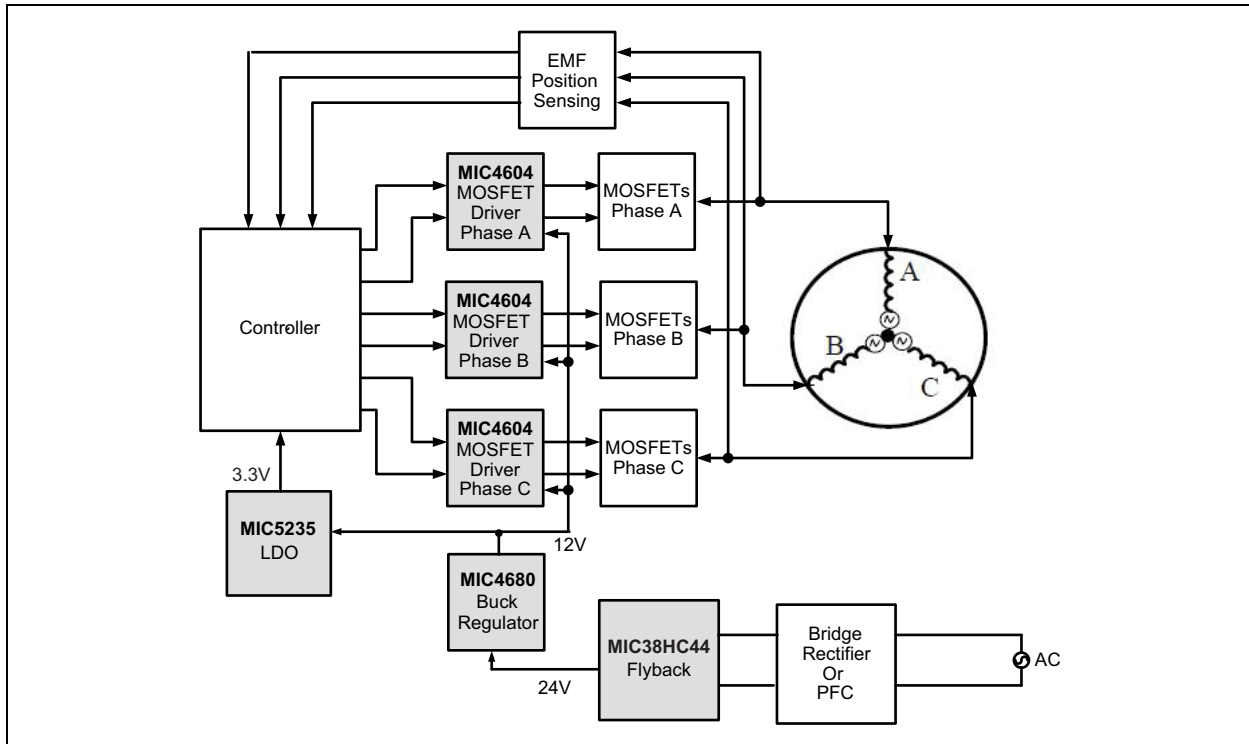 EMF
Position
Sensing
MIC4604
MOSFET
Driver
Phase A
MOSFETs
Phase A
Controller
MIC4604
MOSFET
Driver
Phase B
MOSFETs
Phase B
A
B
C
MIC4604
MOSFET
Driver
Phase C
MOSFETs
Phase C
3.3V
MIC5235
LDO
12V
MIC4680
Buck
Regulator
24V
MIC38HC44
Flyback
Bridge
Rectifier
Or
PFC
AC